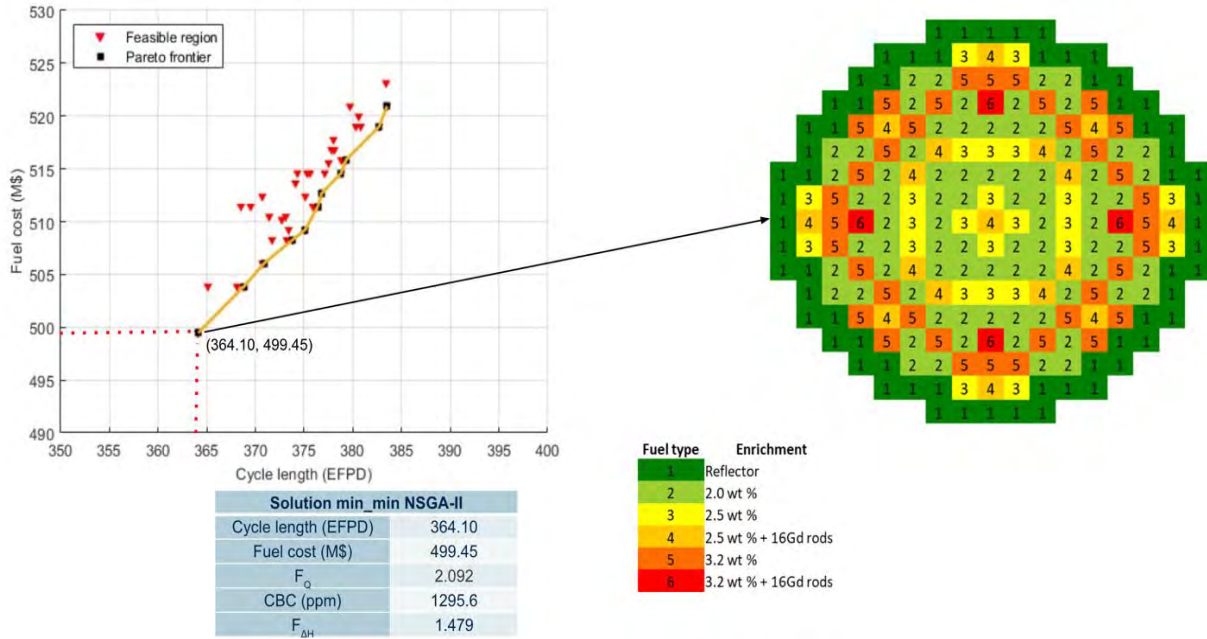 530
525
520
515
510
505
500
495
490
Fuel cost (M$)
Feasible region
Pareto frontier
(364.10, 499.45)
350 355 360 365 370 375 380 385 390 395 400
Cycle length (EFPD)
Solution min_min NSGA-II
Cycle length (EFPD) 364.10
Fuel cost (M$) 499.45
F_Q 2.092
CBC (ppm) 1295.6
F_ΔH 1.479
1 1 1 1 1
1 1 1 3 4 3 1 1 1
1 1 2 2 5 5 5 2 2 1 1
1 1 5 2 5 2 6 2 5 2 5 1 1
1 1 5 4 5 2 2 2 2 2 5 4 5 1 1
1 2 2 5 2 4 3 3 3 4 2 5 2 2 1
1 1 2 5 2 4 2 2 2 2 2 4 2 5 2 1 1
1 3 5 2 2 3 2 2 3 2 2 3 2 2 5 3 1
1 4 5 6 2 3 2 3 4 3 2 3 2 6 5 4 1
1 3 5 2 2 3 2 2 3 2 2 3 2 2 5 3 1
1 1 2 5 2 4 2 2 2 2 2 4 2 5 2 1 1
1 2 2 5 2 4 3 3 3 4 2 5 2 2 1
1 1 5 4 5 2 2 2 2 2 5 4 5 1 1
1 1 5 2 5 2 6 2 5 2 5 1 1
1 1 2 2 5 5 5 2 2 1 1
1 1 1 3 4 3 1 1 1
1 1 1 1 1
Fuel type Enrichment
1 Reflector
2 2.0 wt %
3 2.5 wt %
4 2.5 wt % + 16Gd rods
5 3.2 wt %
6 3.2 wt % + 16Gd rods